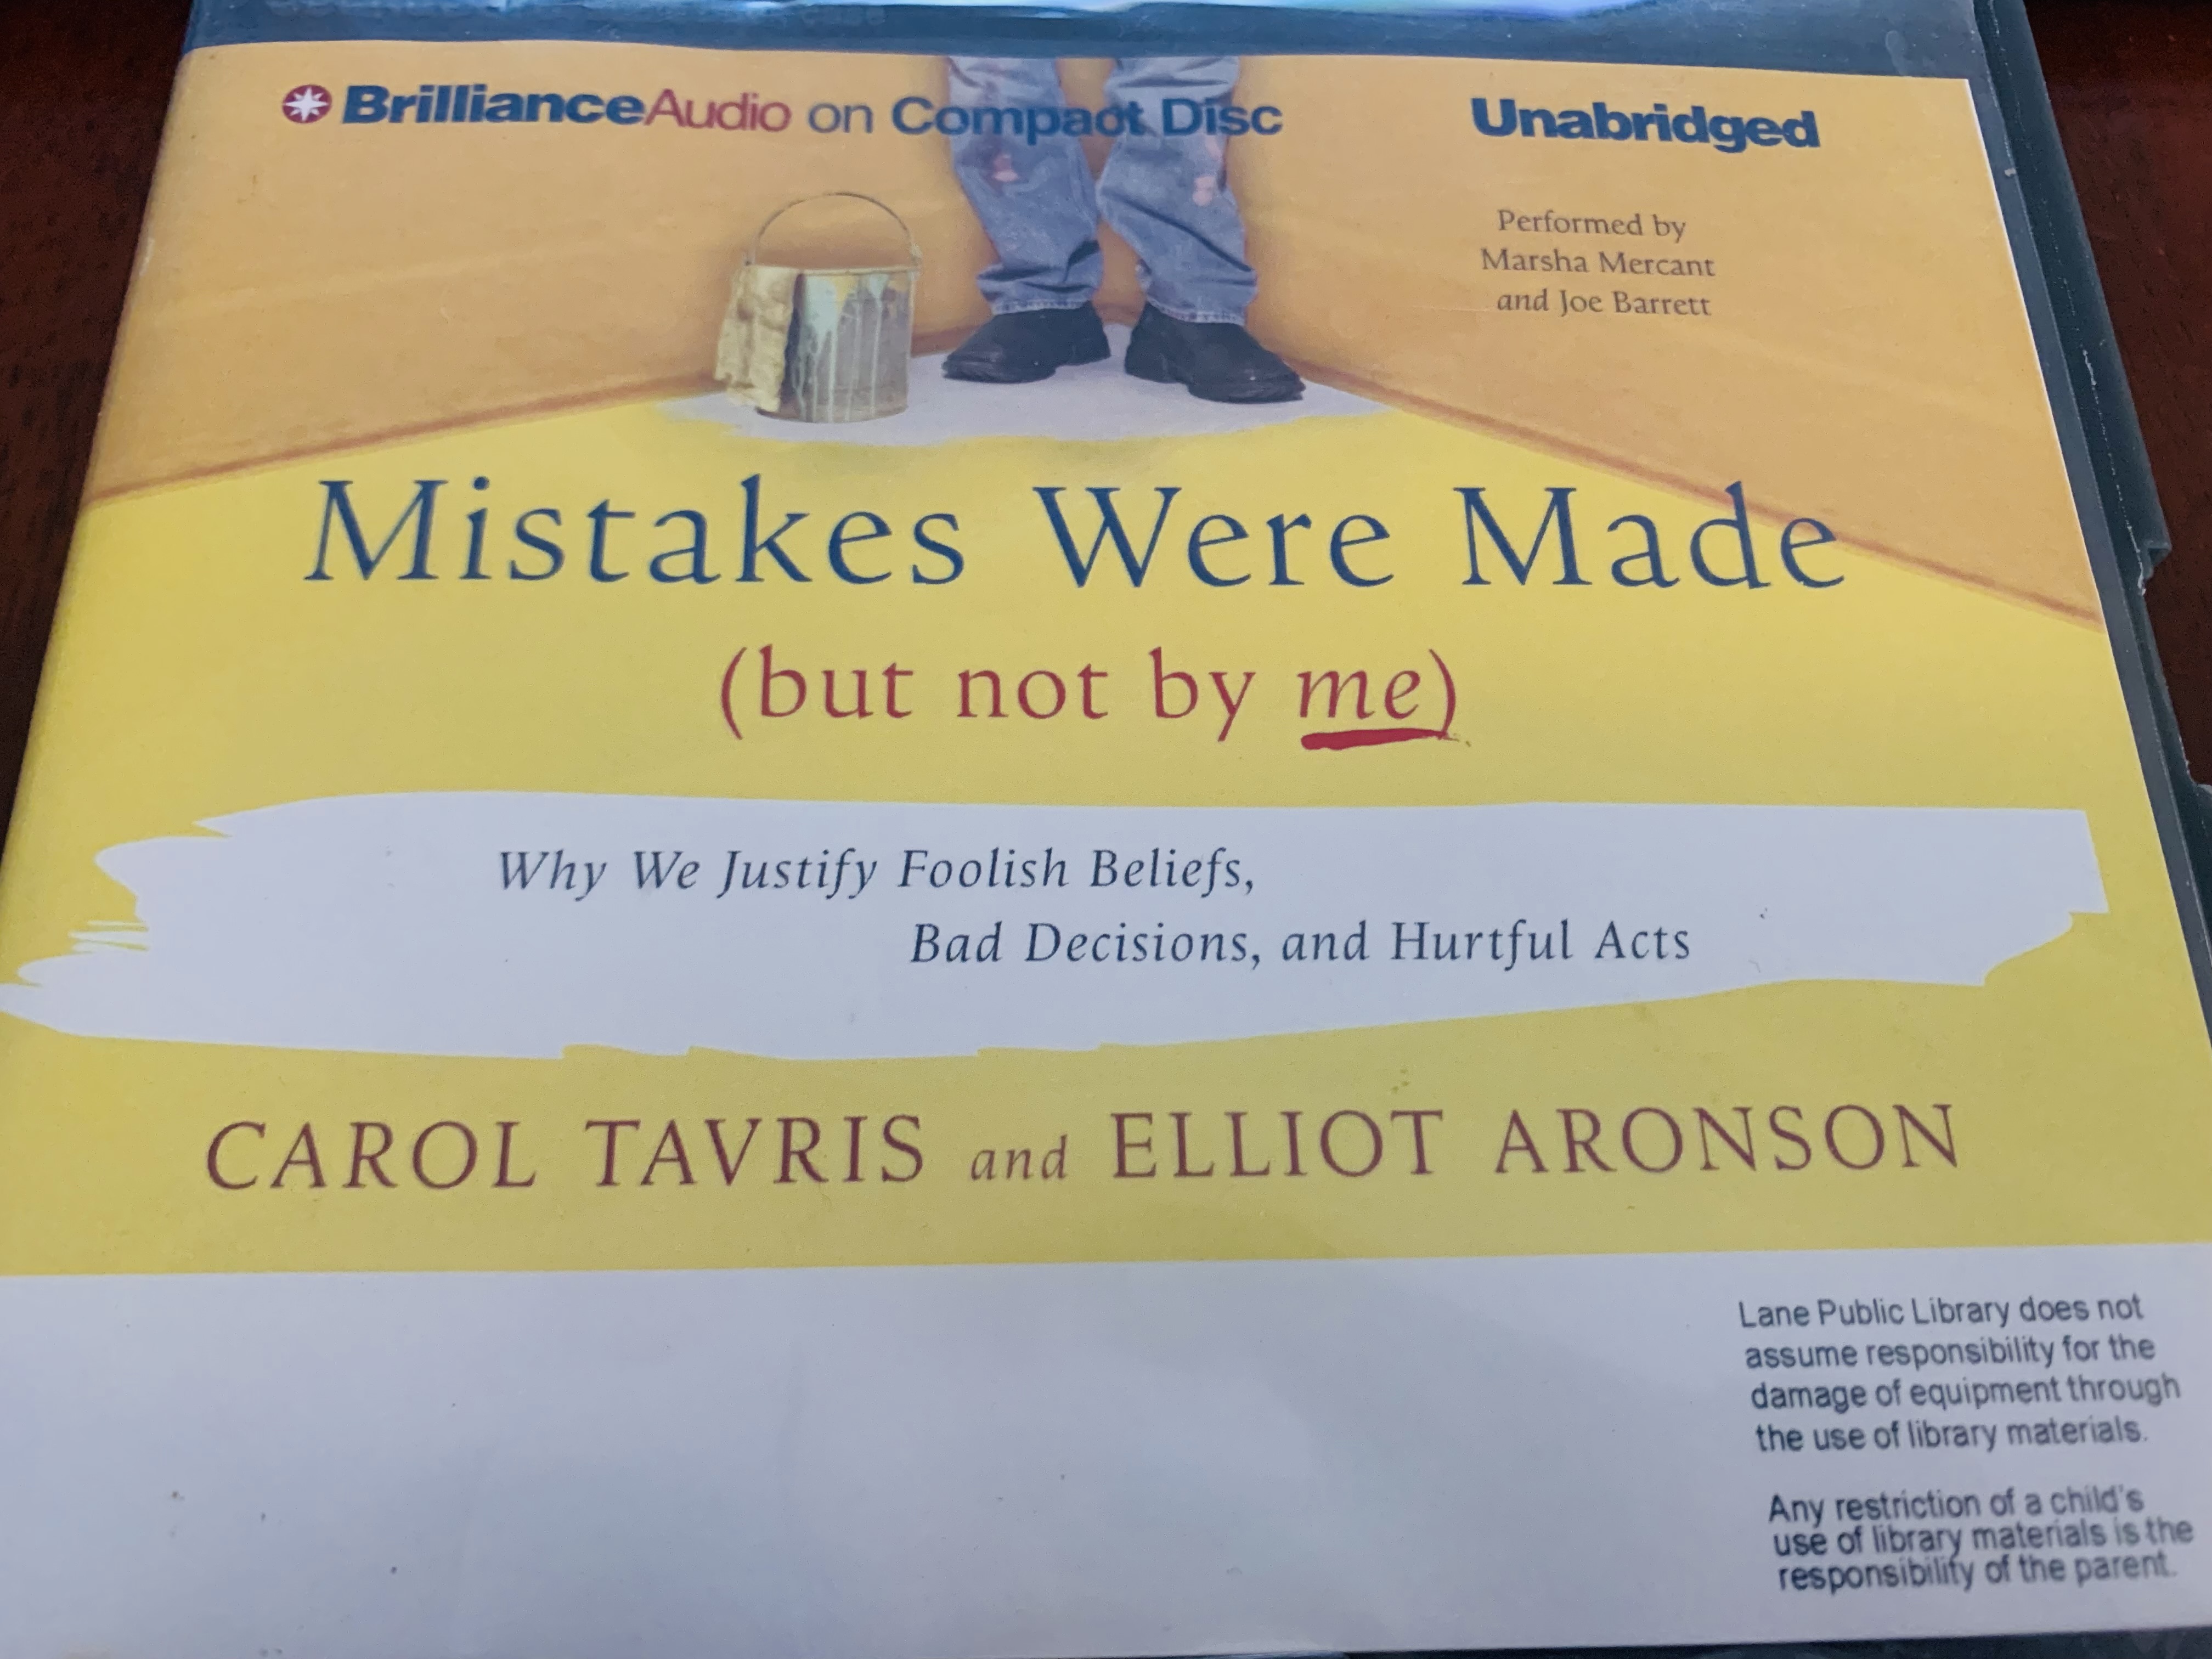 BrillianceAudio on Compact Disc
Unabridged
Performed by
Marsha Mercant
and Joe Barrett
Mistakes Were Made
(but not by me)
Why We Justify Foolish Beliefs,
Bad Decisions, and Hurtful Acts
CAROL TAVRIS and ELLIOT ARONSON
Lane Public Library does not
assume responsibility for the
damage of equipment through
the use of library materials.
Any restriction of a child's
use of library materials is the
responsibility of the parent.